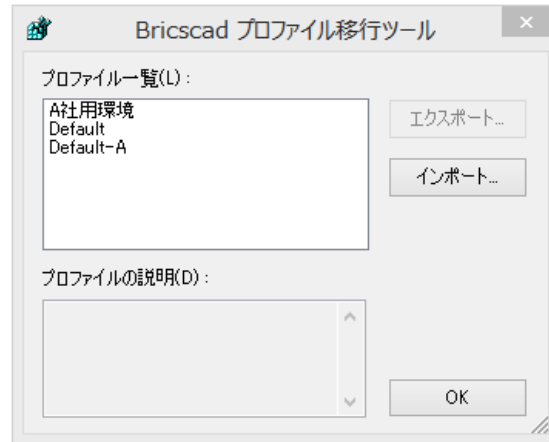 Bricscad プロファイル移行ツール
プロファイル一覧(L) :
A社用環境
Default
Default-A
エクスポート...
インポート...
プロファイルの説明(D) :
OK